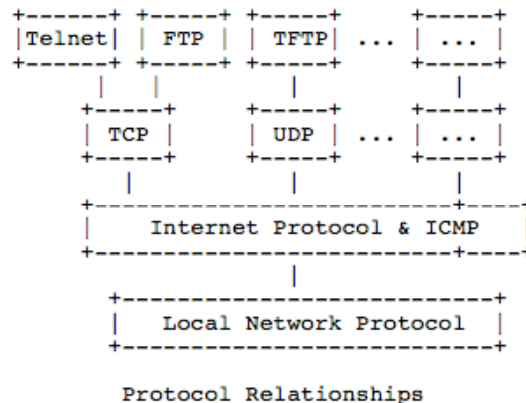 Telnet FTP TFTP ... ...
TCP UDP ... ...
Internet Protocol & ICMP
Local Network Protocol
Protocol Relationships